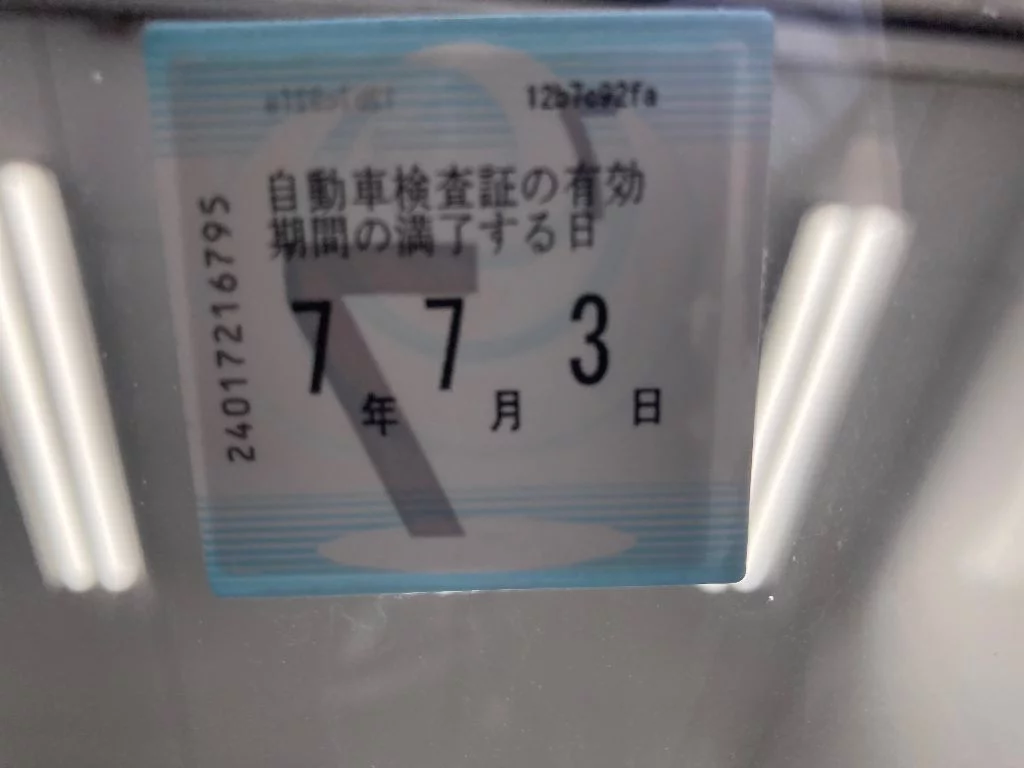 12b7c92fa
自動車検査証の有効
期間の満了する日
7年 7月 3日
240172216795